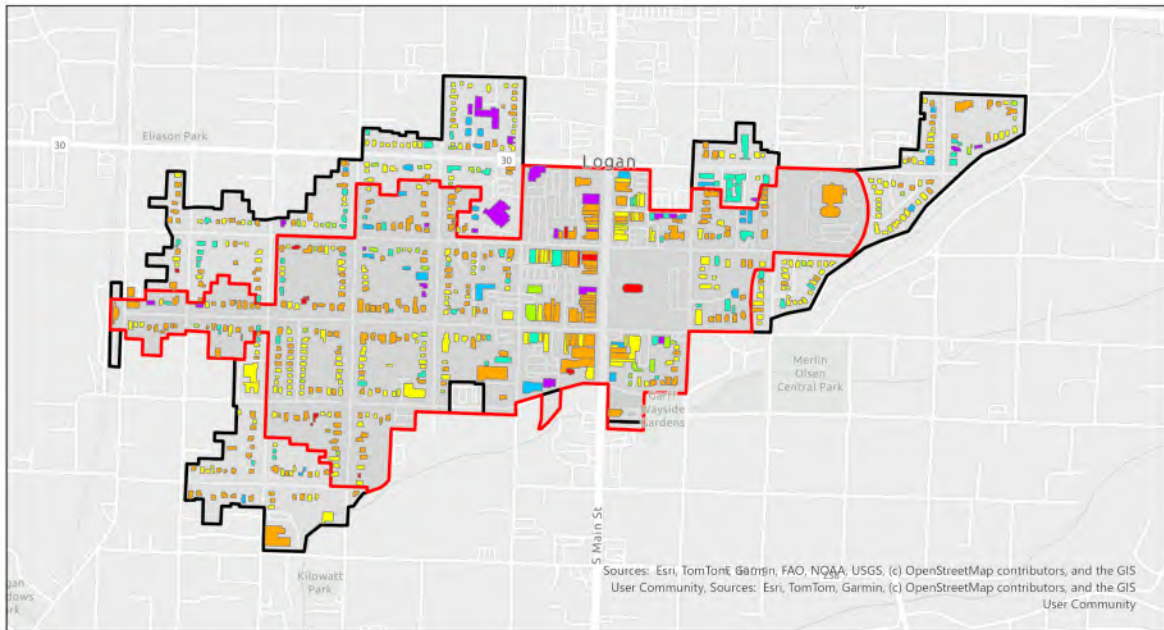 89
Eliason Park
30
30
Logan
Merlin
Olsen
Central Park
Garff
Wayside
Gardens
S Main St
Kilowatt
Park
Sources: Esri, TomTom, Garmin, FAO, NOAA, USGS, (c) OpenStreetMap contributors, and the GIS
User Community, Sources: Esri, TomTom, Garmin, (c) OpenStreetMap contributors, and the GIS
User Community